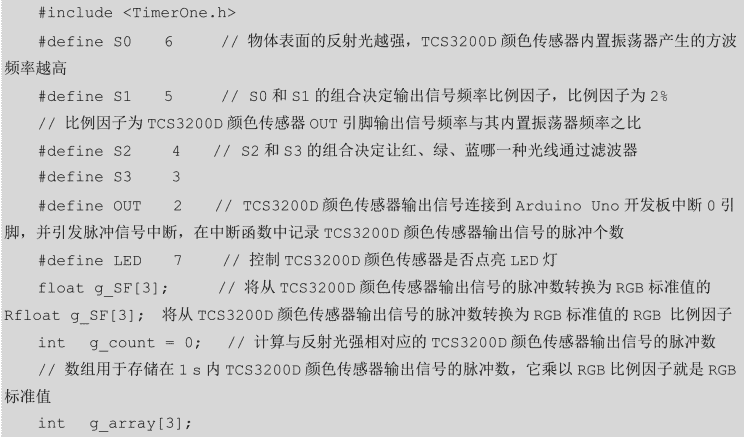 #include <TimerOne.h>
#define S0    6      // 物体表面的反射光越强，TCS3200D 颜色传感器内置振荡器产生的方波
频率越高
#define S1    5      // S0 和 S1 的组合决定输出信号频率比例因子，比例因子为 2%
// 比例因子为 TCS3200D 颜色传感器 OUT 引脚输出信号频率与其内置振荡器频率之比
#define S2    4    // S2 和 S3 的组合决定让红、绿、蓝哪一种光线通过滤波器
#define S3    3
#define OUT   2    // TCS3200D 颜色传感器输出信号连接到 Arduino Uno 开发板中断 0 引
脚，并引发脉冲信号中断，在中断函数中记录 TCS3200D 颜色传感器输出信号的脉冲个数
#define LED   7     // 控制 TCS3200D 颜色传感器是否点亮 LED 灯
float g_SF[3];      // 将从 TCS3200D 颜色传感器输出信号的脉冲数转换为 RGB 标准值的
Rfloat g_SF[3];  将从 TCS3200D 颜色传感器输出信号的脉冲数转换为 RGB 标准值的 RGB 比例因子
int   g_count = 0;   // 计算与反射光强相对应的 TCS3200D 颜色传感器输出信号的脉冲数
// 数组用于存储在 1 s 内 TCS3200D 颜色传感器输出信号的脉冲数，它乘以 RGB 比例因子就是 RGB
标准值
int   g_array[3];